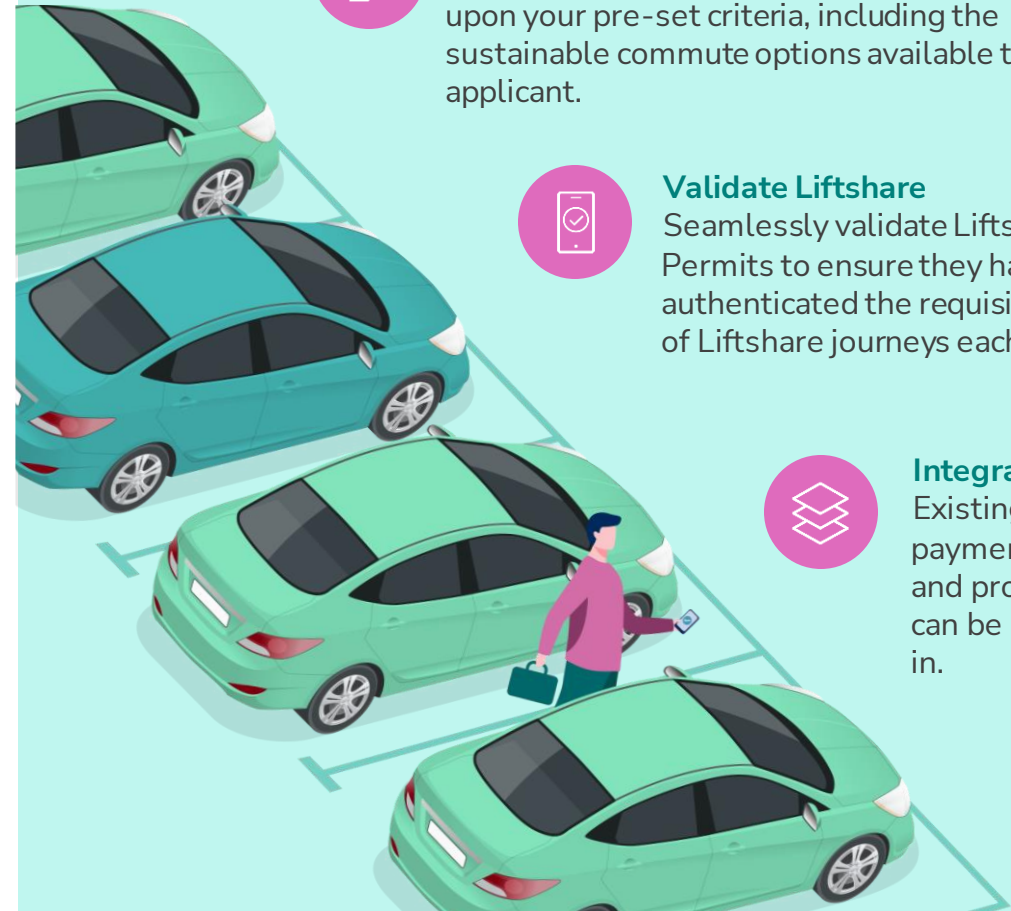 upon your pre-set criteria, including the
sustainable commute options available t
applicant.
Validate Liftshare
Seamlessly validate Lifts
Permits to ensure they ha
authenticated the requisi
of Liftshare journeys each
Integra
Existing
paymen
and pro
can be
in.